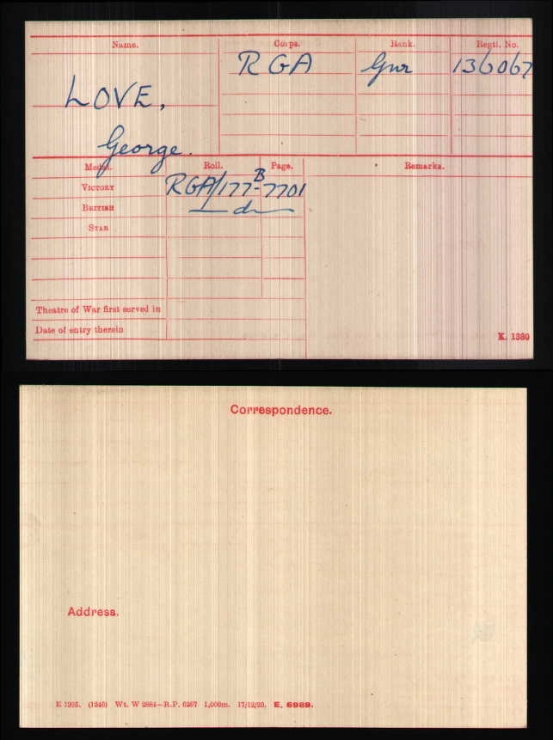 Name.
Corps.
Rank.
Regtl. No.
RGA
Gnr
136067
LOVE,
George.
Medal.
Roll.
Page.
Remarks.
VICTORY
RGA/177-B 7701
BRITISH
— do —
STAR
Theatre of War first served in
Date of entry therein
K. 1380
Correspondence.
Address.